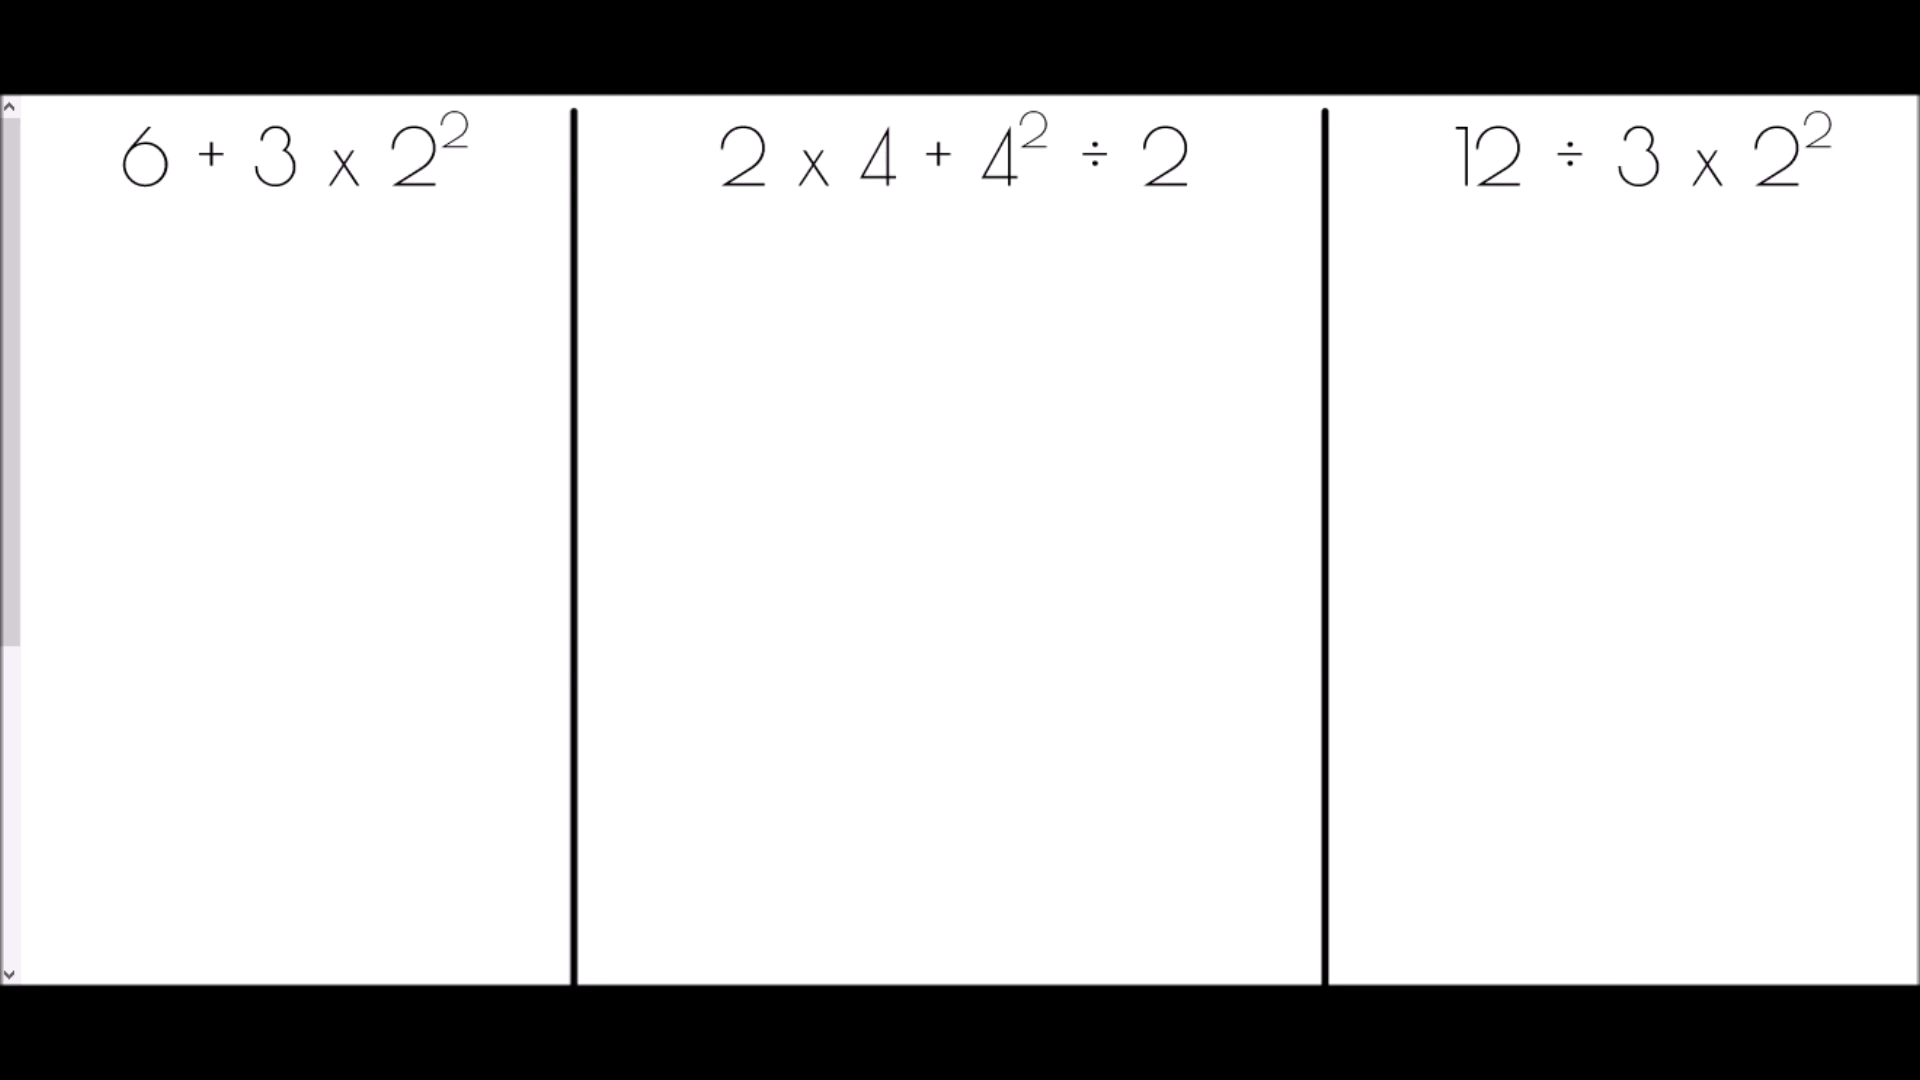 6 + 3 x 2²
2 x 4 + 4² ÷ 2
12 ÷ 3 x 2²